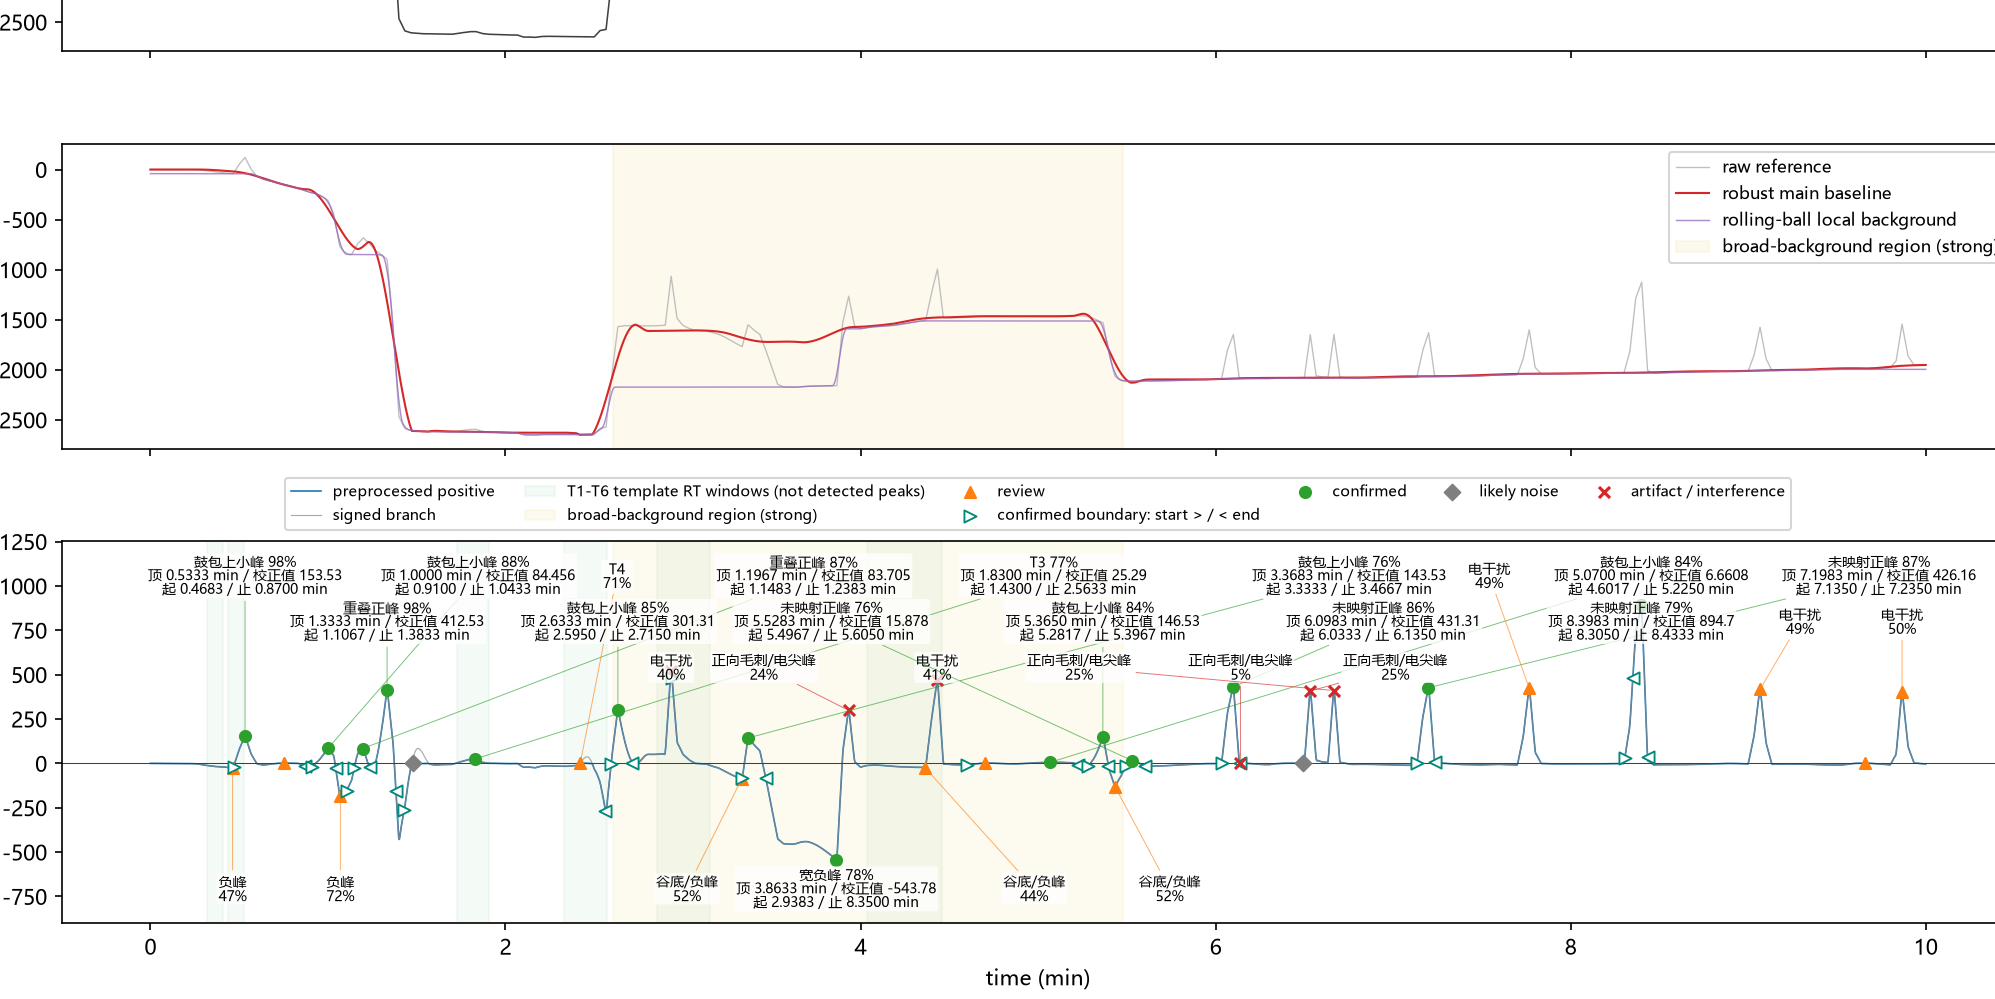 2500
0
-500
1000
1500
2000
2500
raw reference
robust main baseline
rolling-ball local background
broad-background region (strong)
preprocessed positive
signed branch
T1-T6 template RT windows (not detected peaks)
broad-background region (strong)
review
confirmed boundary: start > / < end
confirmed
likely noise
artifact / interference
1250
1000
750
500
250
0
-250
-500
-750
鼓包上小峰 98%
顶 0.5333 min / 校正值 153.53
起 0.4683 / 止 0.8700 min
鼓包上小峰 88%
顶 1.0000 min / 校正值 84.456
起 0.9100 / 止 1.0433 min
T4
71%
重叠正峰 87%
顶 1.1967 min / 校正值 83.705
起 1.1483 / 止 1.2383 min
T3 77%
顶 1.8300 min / 校正值 25.29
起 1.4300 / 止 2.5633 min
鼓包上小峰 76%
顶 3.3683 min / 校正值 143.53
起 3.3333 / 止 3.4667 min
电干扰
49%
鼓包上小峰 84%
顶 5.0700 min / 校正值 6.6608
起 4.6017 / 止 5.2250 min
未映射正峰 87%
顶 7.1983 min / 校正值 426.16
起 7.1350 / 止 7.2350 min
重叠正峰 98%
顶 1.3333 min / 校正值 412.53
起 1.1067 / 止 1.3833 min
鼓包上小峰 85%
顶 2.6333 min / 校正值 301.31
起 2.5950 / 止 2.7150 min
未映射正峰 76%
顶 5.5283 min / 校正值 15.878
起 5.4967 / 止 5.6050 min
鼓包上小峰 84%
顶 5.3650 min / 校正值 146.53
起 5.2817 / 止 5.3967 min
未映射正峰 86%
顶 6.0983 min / 校正值 431.31
起 6.0333 / 止 6.1350 min
未映射正峰 79%
顶 8.3983 min / 校正值 894.7
起 8.3050 / 止 8.4333 min
电干扰
49%
电干扰
50%
电干扰
40%
正向毛刺/电尖峰
24%
电干扰
41%
正向毛刺/电尖峰
25%
正向毛刺/电尖峰
5%
正向毛刺/电尖峰
25%
负峰
47%
负峰
72%
谷底/负峰
52%
宽负峰 78%
顶 3.8633 min / 校正值 -543.78
起 2.9383 / 止 8.3500 min
谷底/负峰
44%
谷底/负峰
52%
0
2
4
6
8
10
time (min)